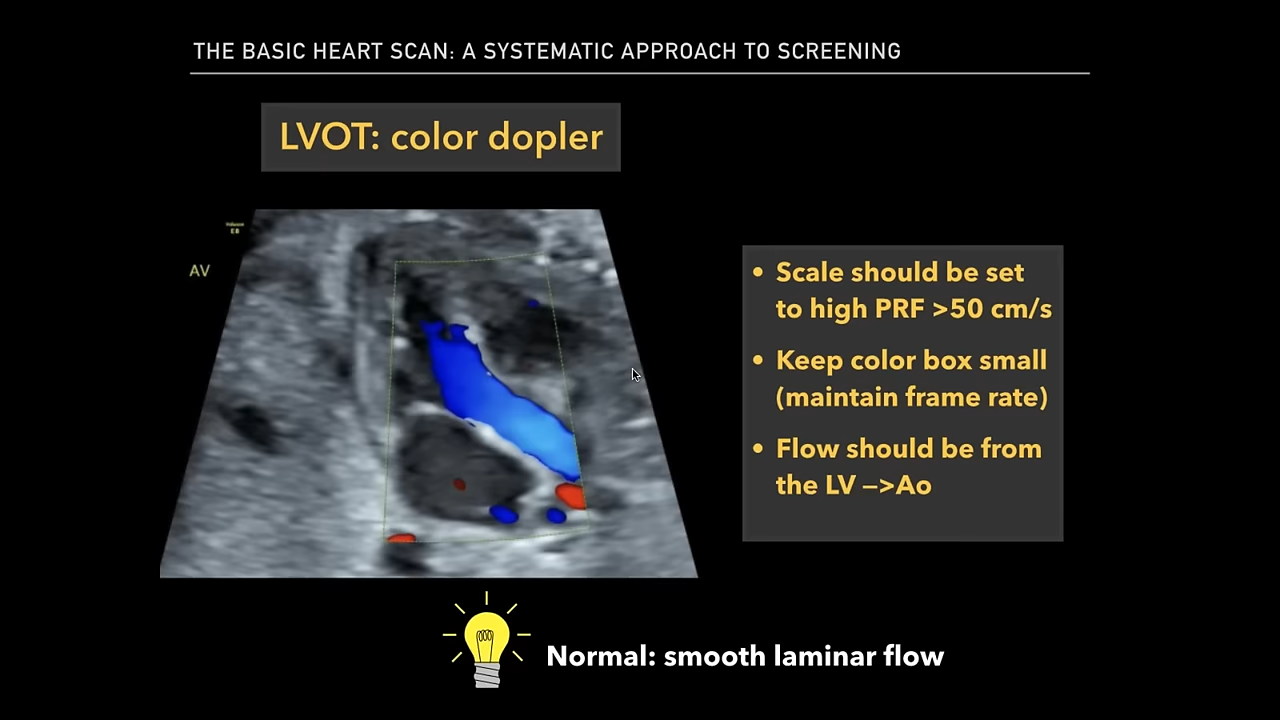 THE BASIC HEART SCAN: A SYSTEMATIC APPROACH TO SCREENING
LVOT: color dopler
Voluson
E8
AV
• Scale should be set
to high PRF >50 cm/s
• Keep color box small
(maintain frame rate)
• Flow should be from
the LV —>Ao
Normal: smooth laminar flow